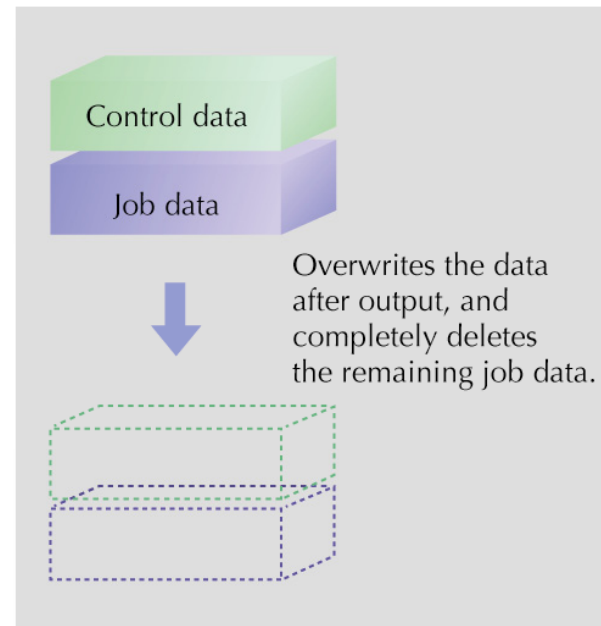 Control data
Job data
Overwrites the data
after output, and
completely deletes
the remaining job data.